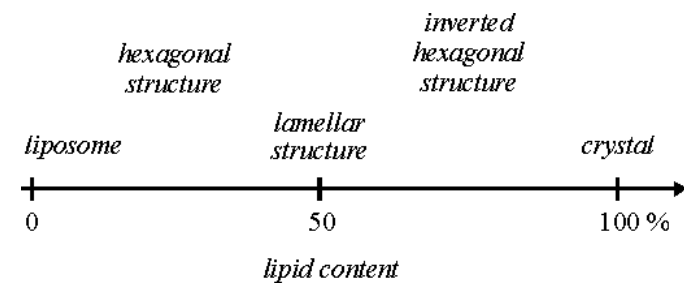 inverted
hexagonal
structure
hexagonal
structure
lamellar
structure
liposome
crystal
0
50
100 %
lipid content